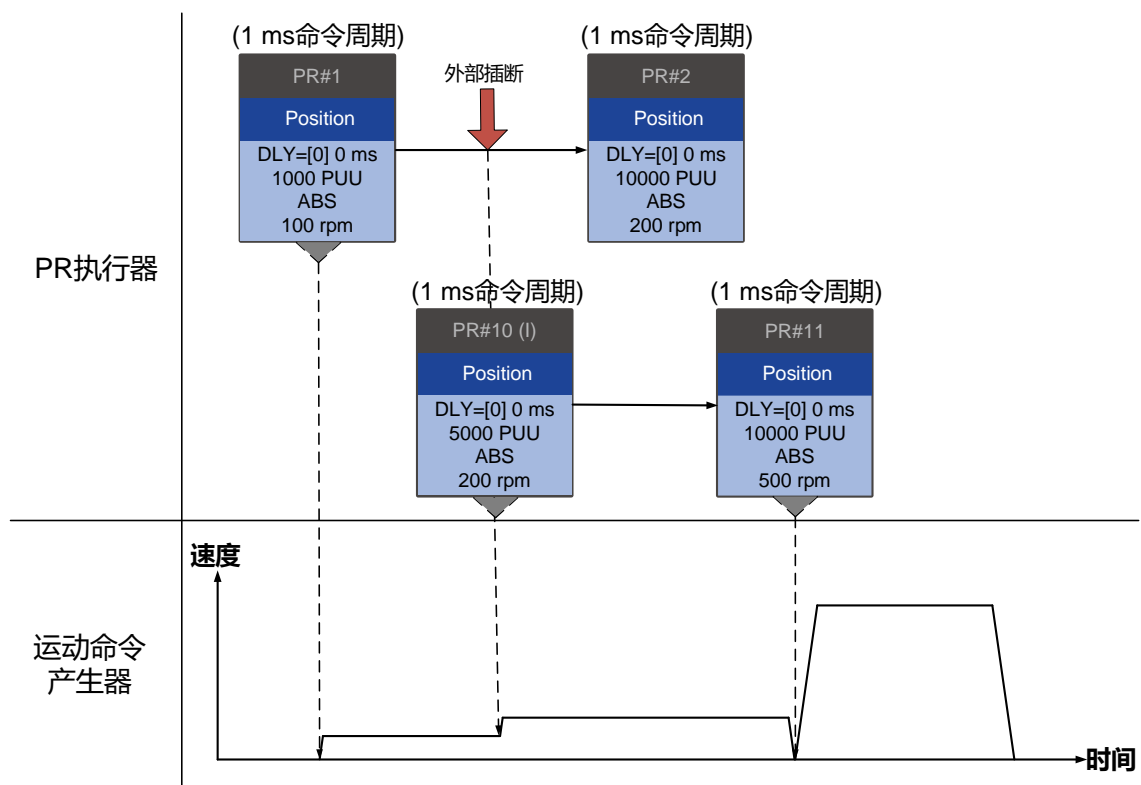 (1 ms命令周期)
(1 ms命令周期)
PR#1
外部插断
PR#2
Position
Position
DLY=[0] 0 ms
1000 PUU
ABS
100 rpm
DLY=[0] 0 ms
10000 PUU
ABS
200 rpm
PR执行器
(1 ms命令周期)
(1 ms命令周期)
PR#10 (I)
PR#11
Position
Position
DLY=[0] 0 ms
5000 PUU
ABS
200 rpm
DLY=[0] 0 ms
10000 PUU
ABS
500 rpm
速度
运动命令
产生器
时间